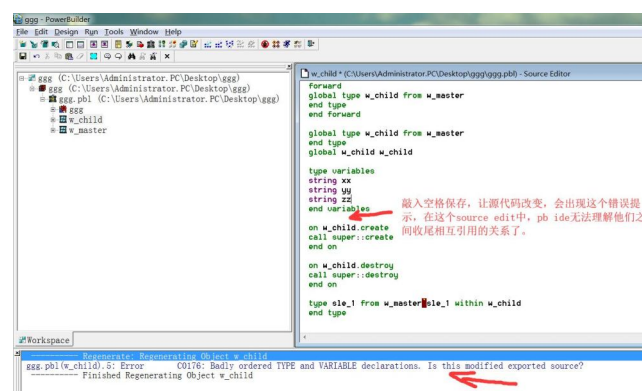 ggg - PowerBuilder
File Edit Design Run Tools Window Help
ggg (C:\Users\Administrator.PC\Desktop\ggg)
ggg (C:\Users\Administrator.PC\Desktop\ggg)
ggg.pbl (C:\Users\Administrator.PC\Desktop\ggg)
ggg
w_child
w_master
Workspace
w_child * (C:\Users\Administrator.PC\Desktop\ggg\ggg.pbl) - Source Editor
forward
global type w_child from w_master
end type
end forward
global type w_child from w_master
end type
global w_child w_child
type variables
string xx
string yy
string zz
end variables
敲入空格保存，让源代码改变，会出现这个错误提
示，在这个source edit中，pb ide无法理解他们之
间收尾相互引用的关系了。
on w_child.create
call super::create
end on
on w_child.destroy
call super::destroy
end on
type sle_1 from w_master`sle_1 within w_child
end type
---------- Regenerate: Regenerating Object w_child
ggg.pbl(w_child).5: Error C0176: Badly ordered TYPE and VARIABLE declarations. Is this modified exported source?
---------- Finished Regenerating Object w_child